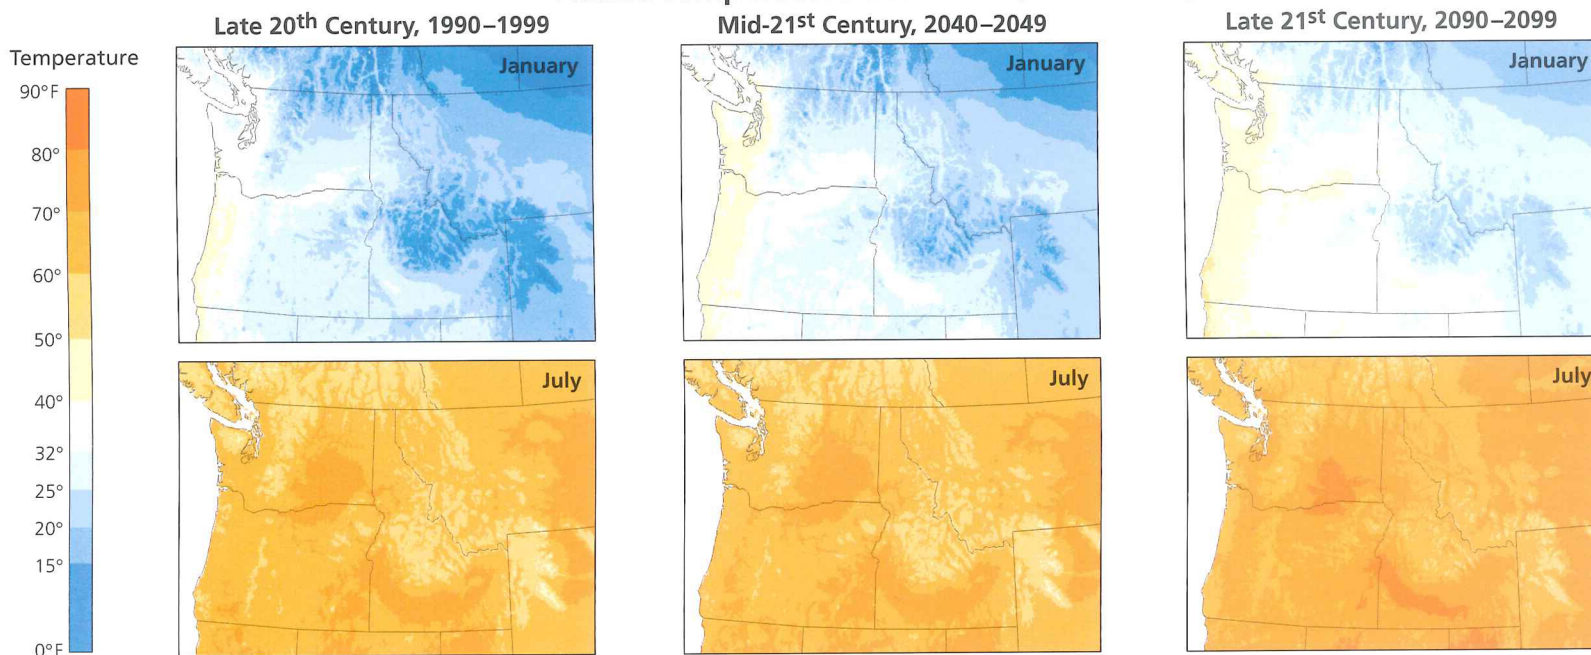 Late 20th Century, 1990–1999
Mid-21st Century, 2040–2049
Late 21st Century, 2090–2099
Temperature
90°F
80°
70°
60°
50°
40°
32°
25°
20°
15°
0°F
January
January
January
July
July
July